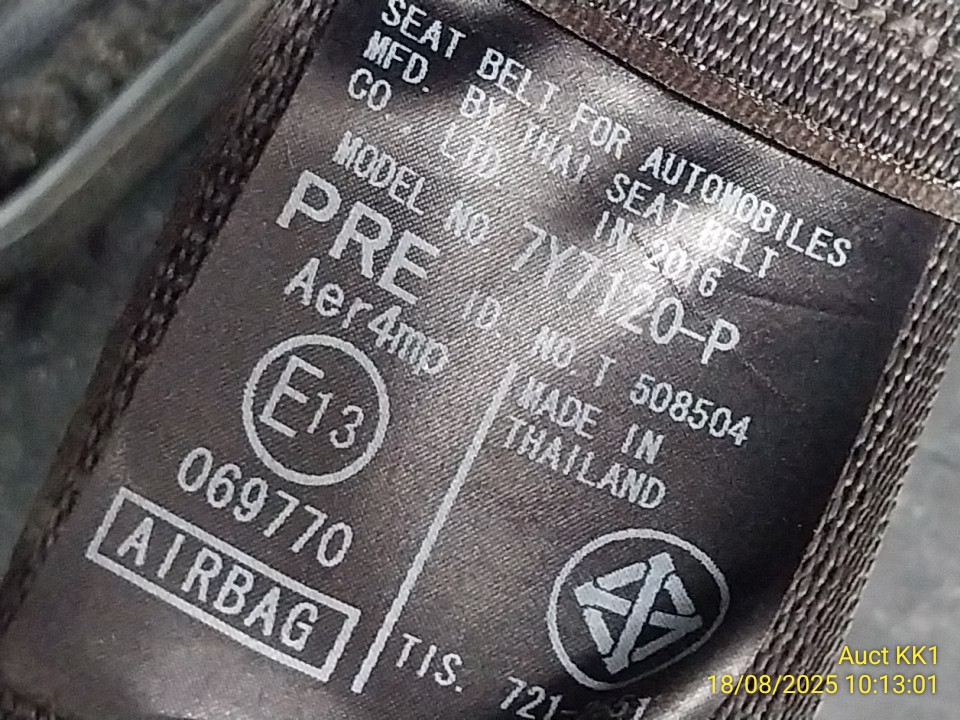 SEAT BELT FOR AUTOMOBILES
MFD. BY THAI SEAT BELT
CO., LTD. IN 2016
MODEL NO 7Y7120-P
PRE
Aer4mp
ID NO.T 508504
E13
MADE IN
THAILAND
069770
AIRBAG
TIS.
Auct KK1
18/08/2025 10:13:01